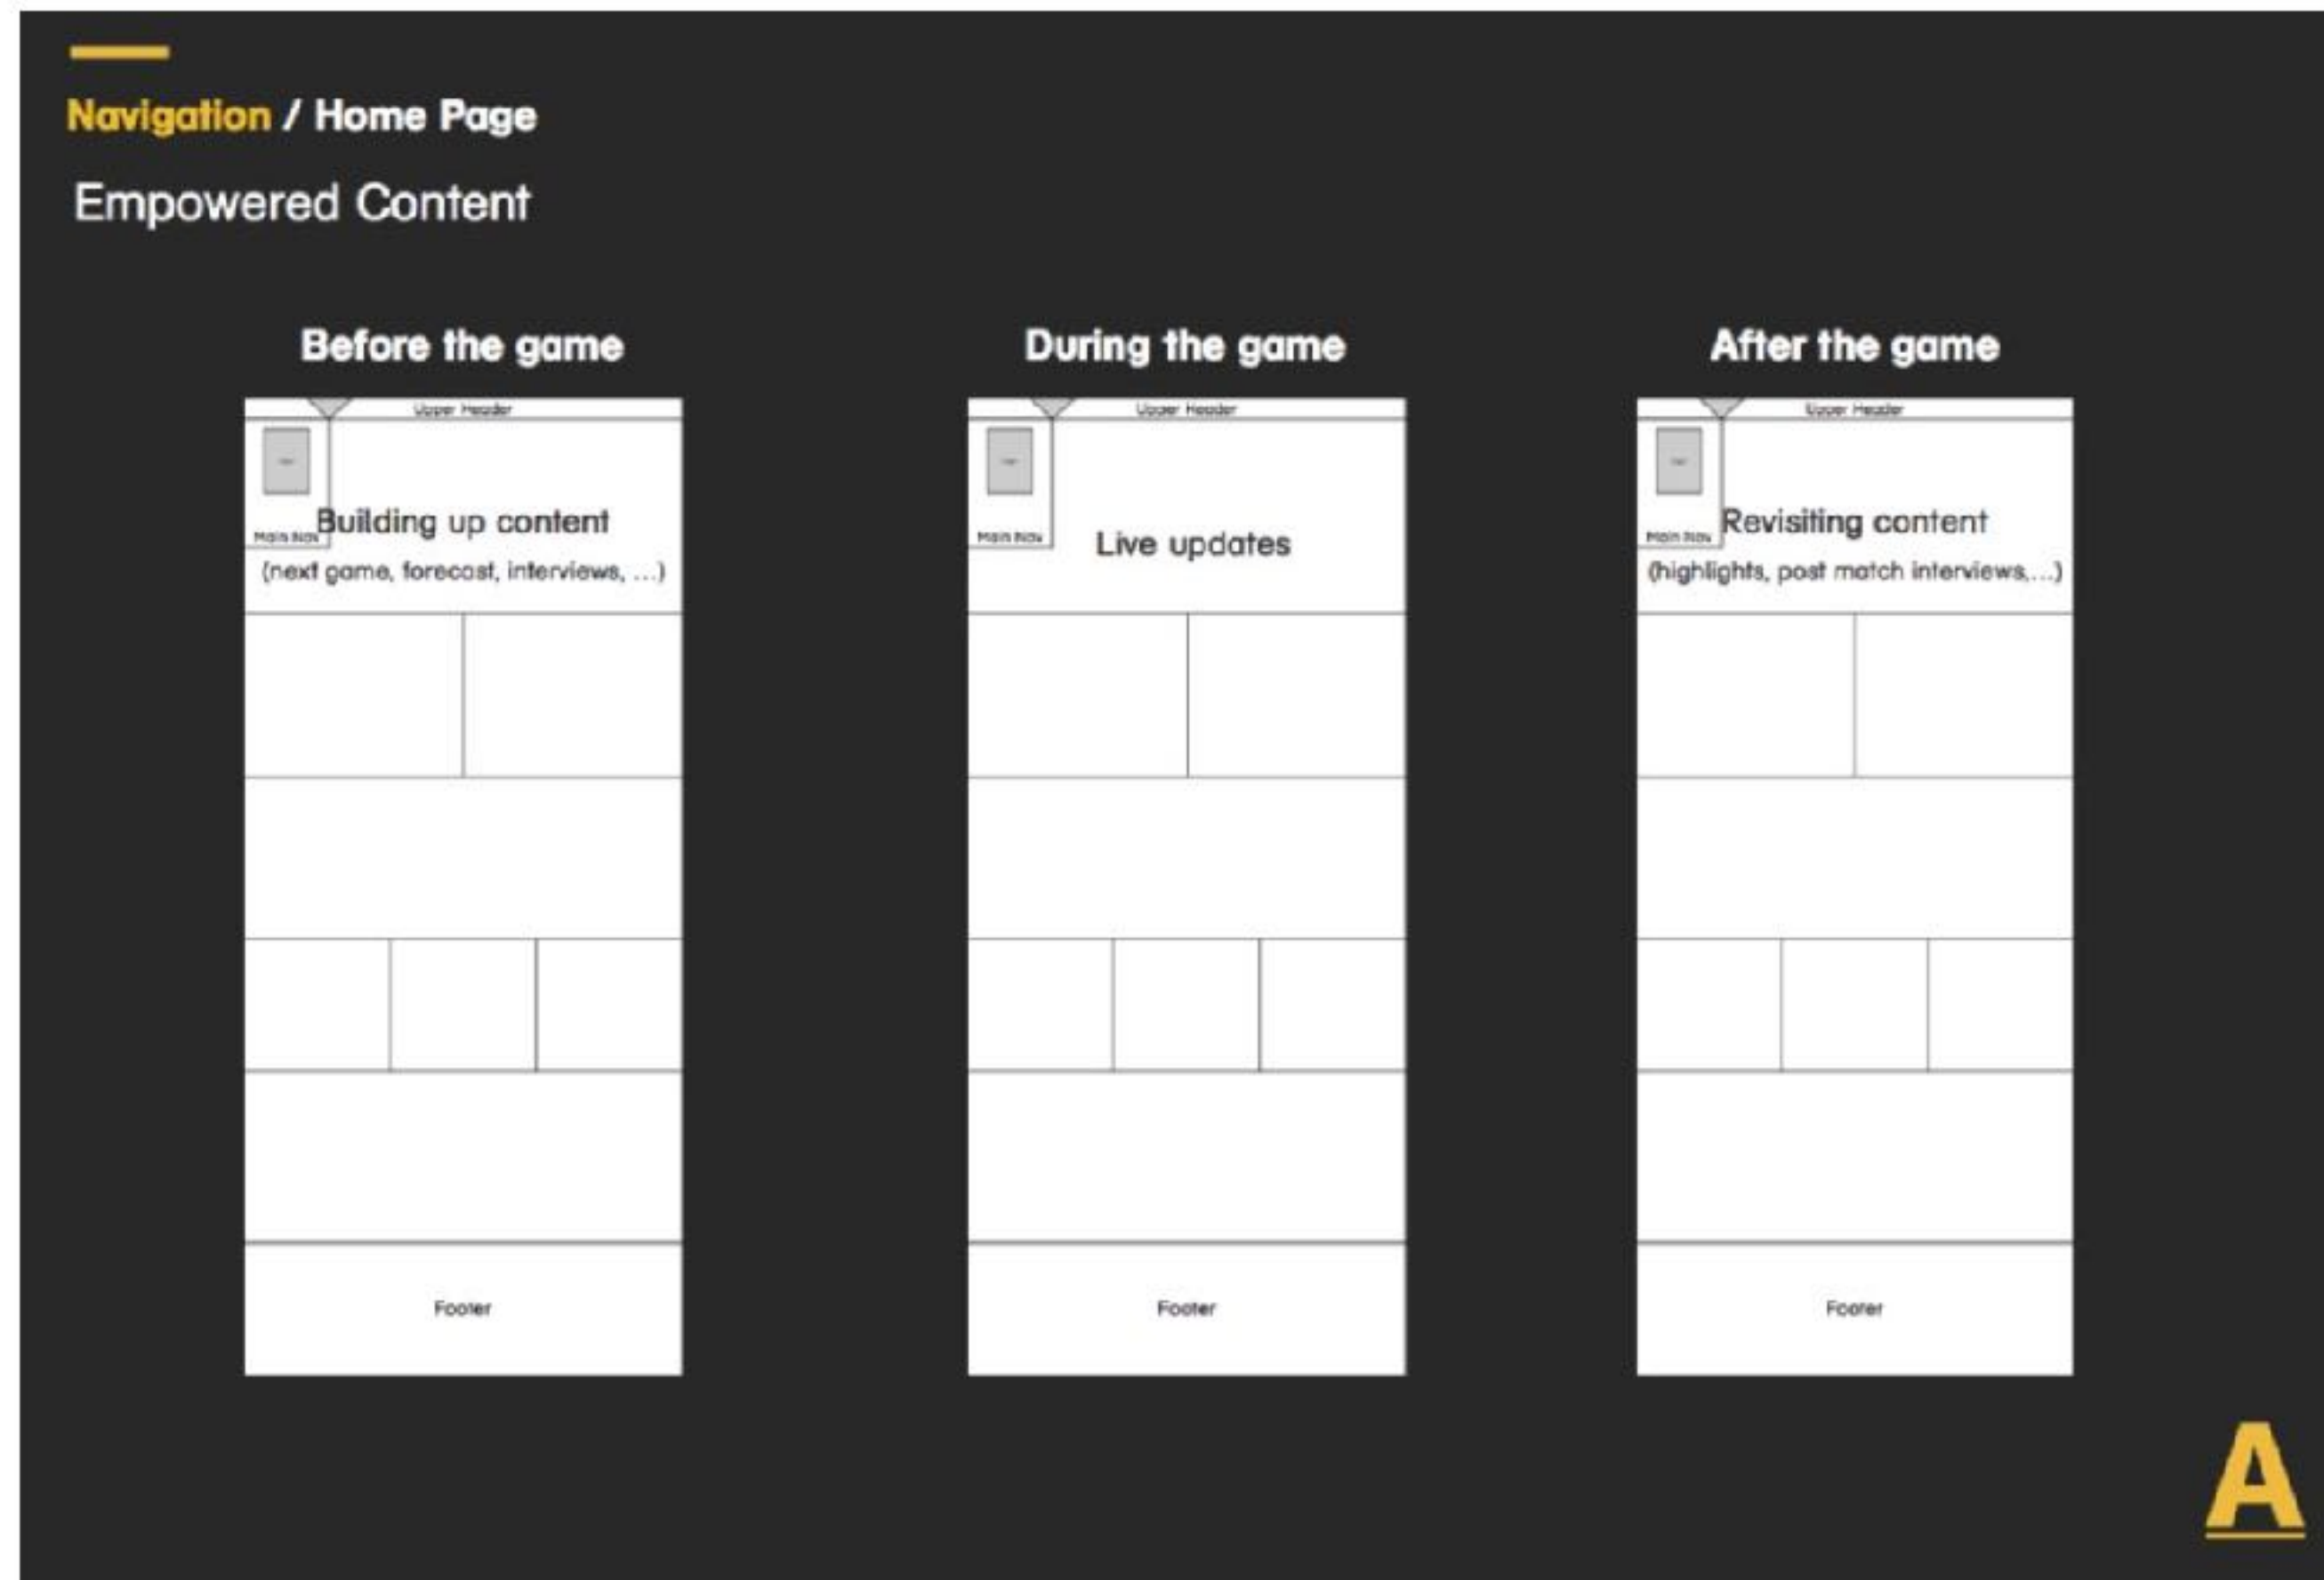 Navigation / Home Page
Empowered Content
Before the game
Upper Header
Main Nav
Building up content
(next game, forecast, interviews, ...)
Footer
During the game
Upper Header
Main Nav
Live updates
Footer
After the game
Upper Header
Main Nav
Revisiting content
(highlights, post match interviews,...)
Footer
A